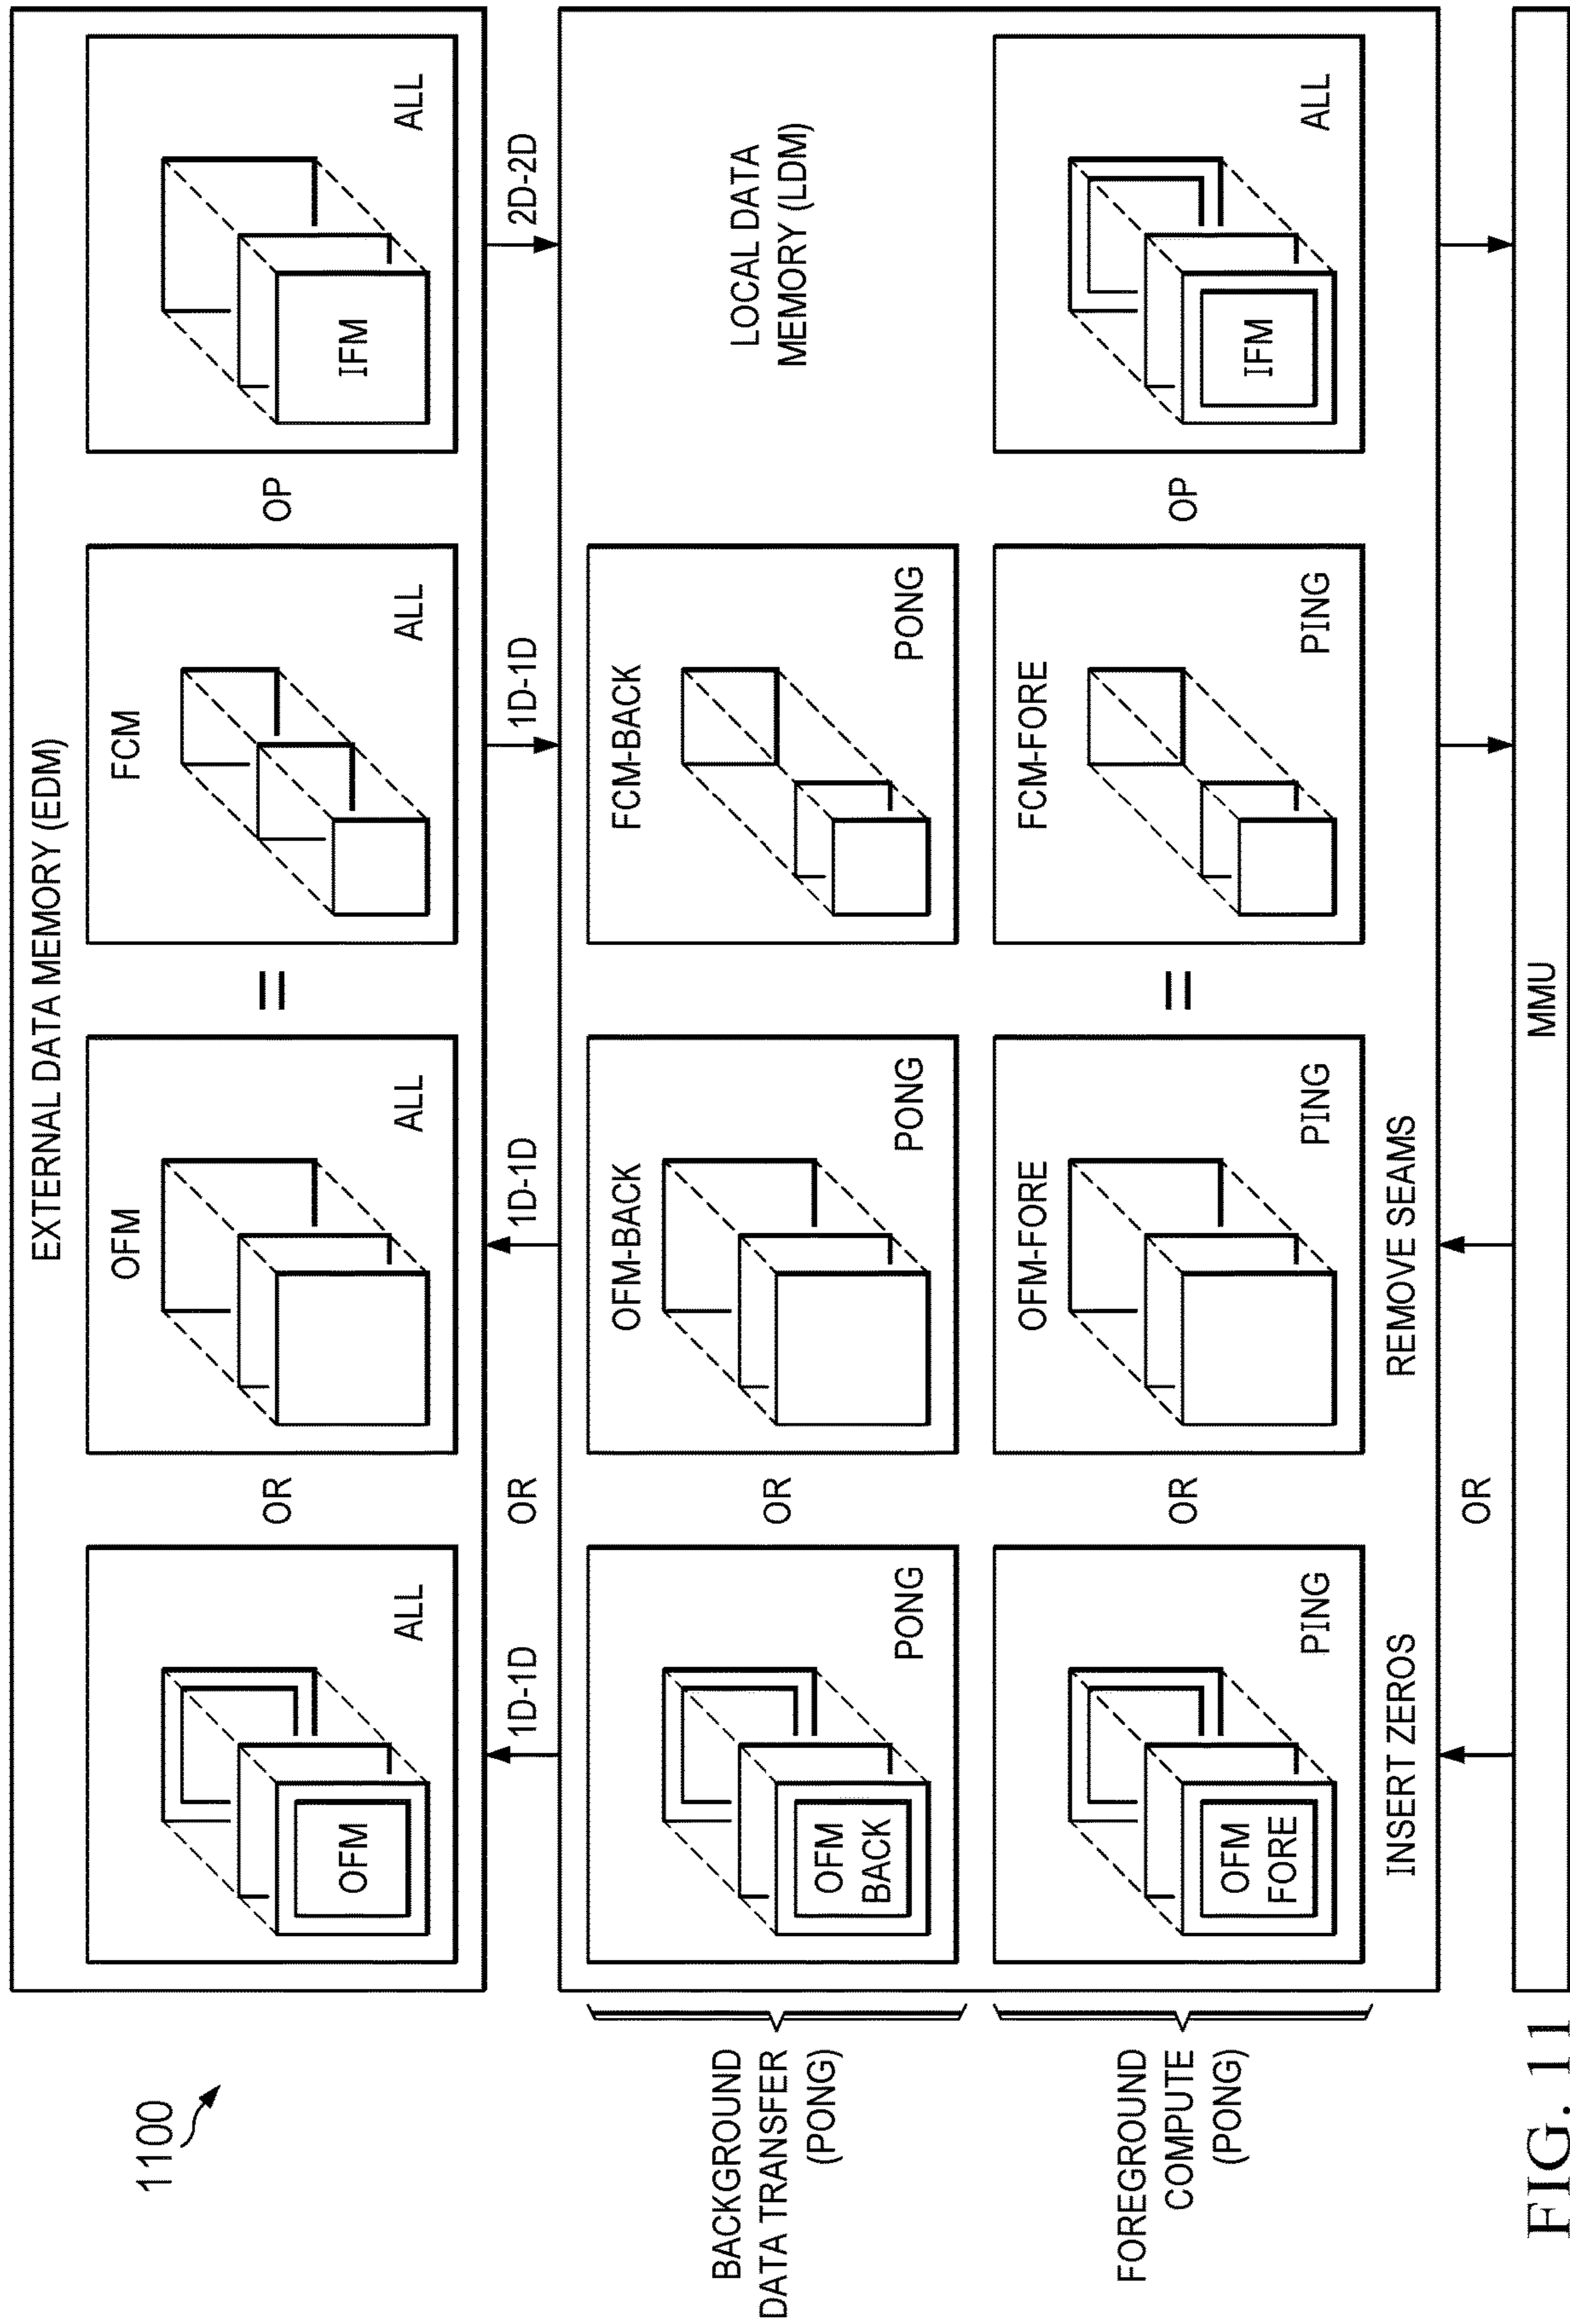 1100
EXTERNAL DATA MEMORY (EDM)
OFM
ALL
OR
OFM
ALL
=
FCM
ALL
OP
IFM
ALL
1D-1D
OR
1D-1D
1D-1D
2D-2D
BACKGROUND
DATA TRANSFER
(PONG)
OFM
BACK
PONG
OR
OFM-BACK
PONG
FCM-BACK
PONG
LOCAL DATA
MEMORY (LDM)
FOREGROUND
COMPUTE
(PONG)
OFM
FORE
PING
OR
OFM-FORE
PING
=
FCM-FORE
PING
OP
IFM
ALL
INSERT ZEROS
REMOVE SEAMS
OR
MMU
FIG. 11